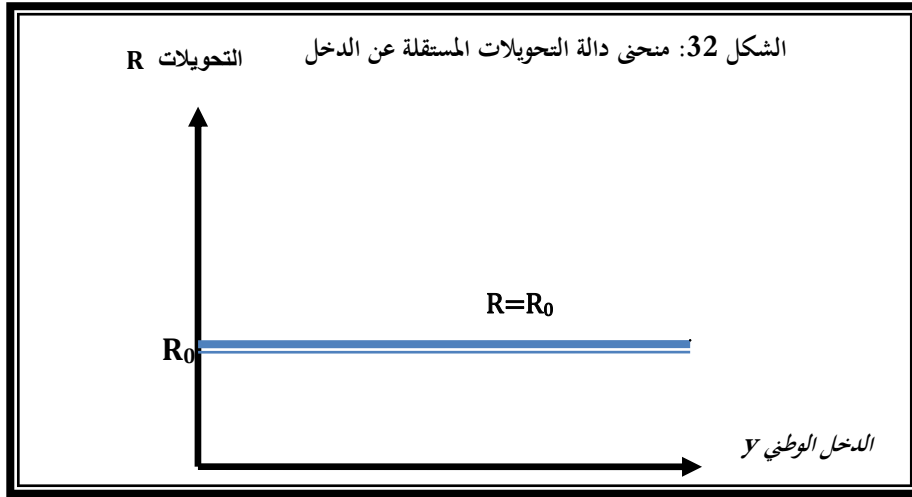 الشكل 32: منحنى دالة التحويلات المستقلة عن الدخل
التحويلات R
R=R₀
R₀
الدخل الوطني y